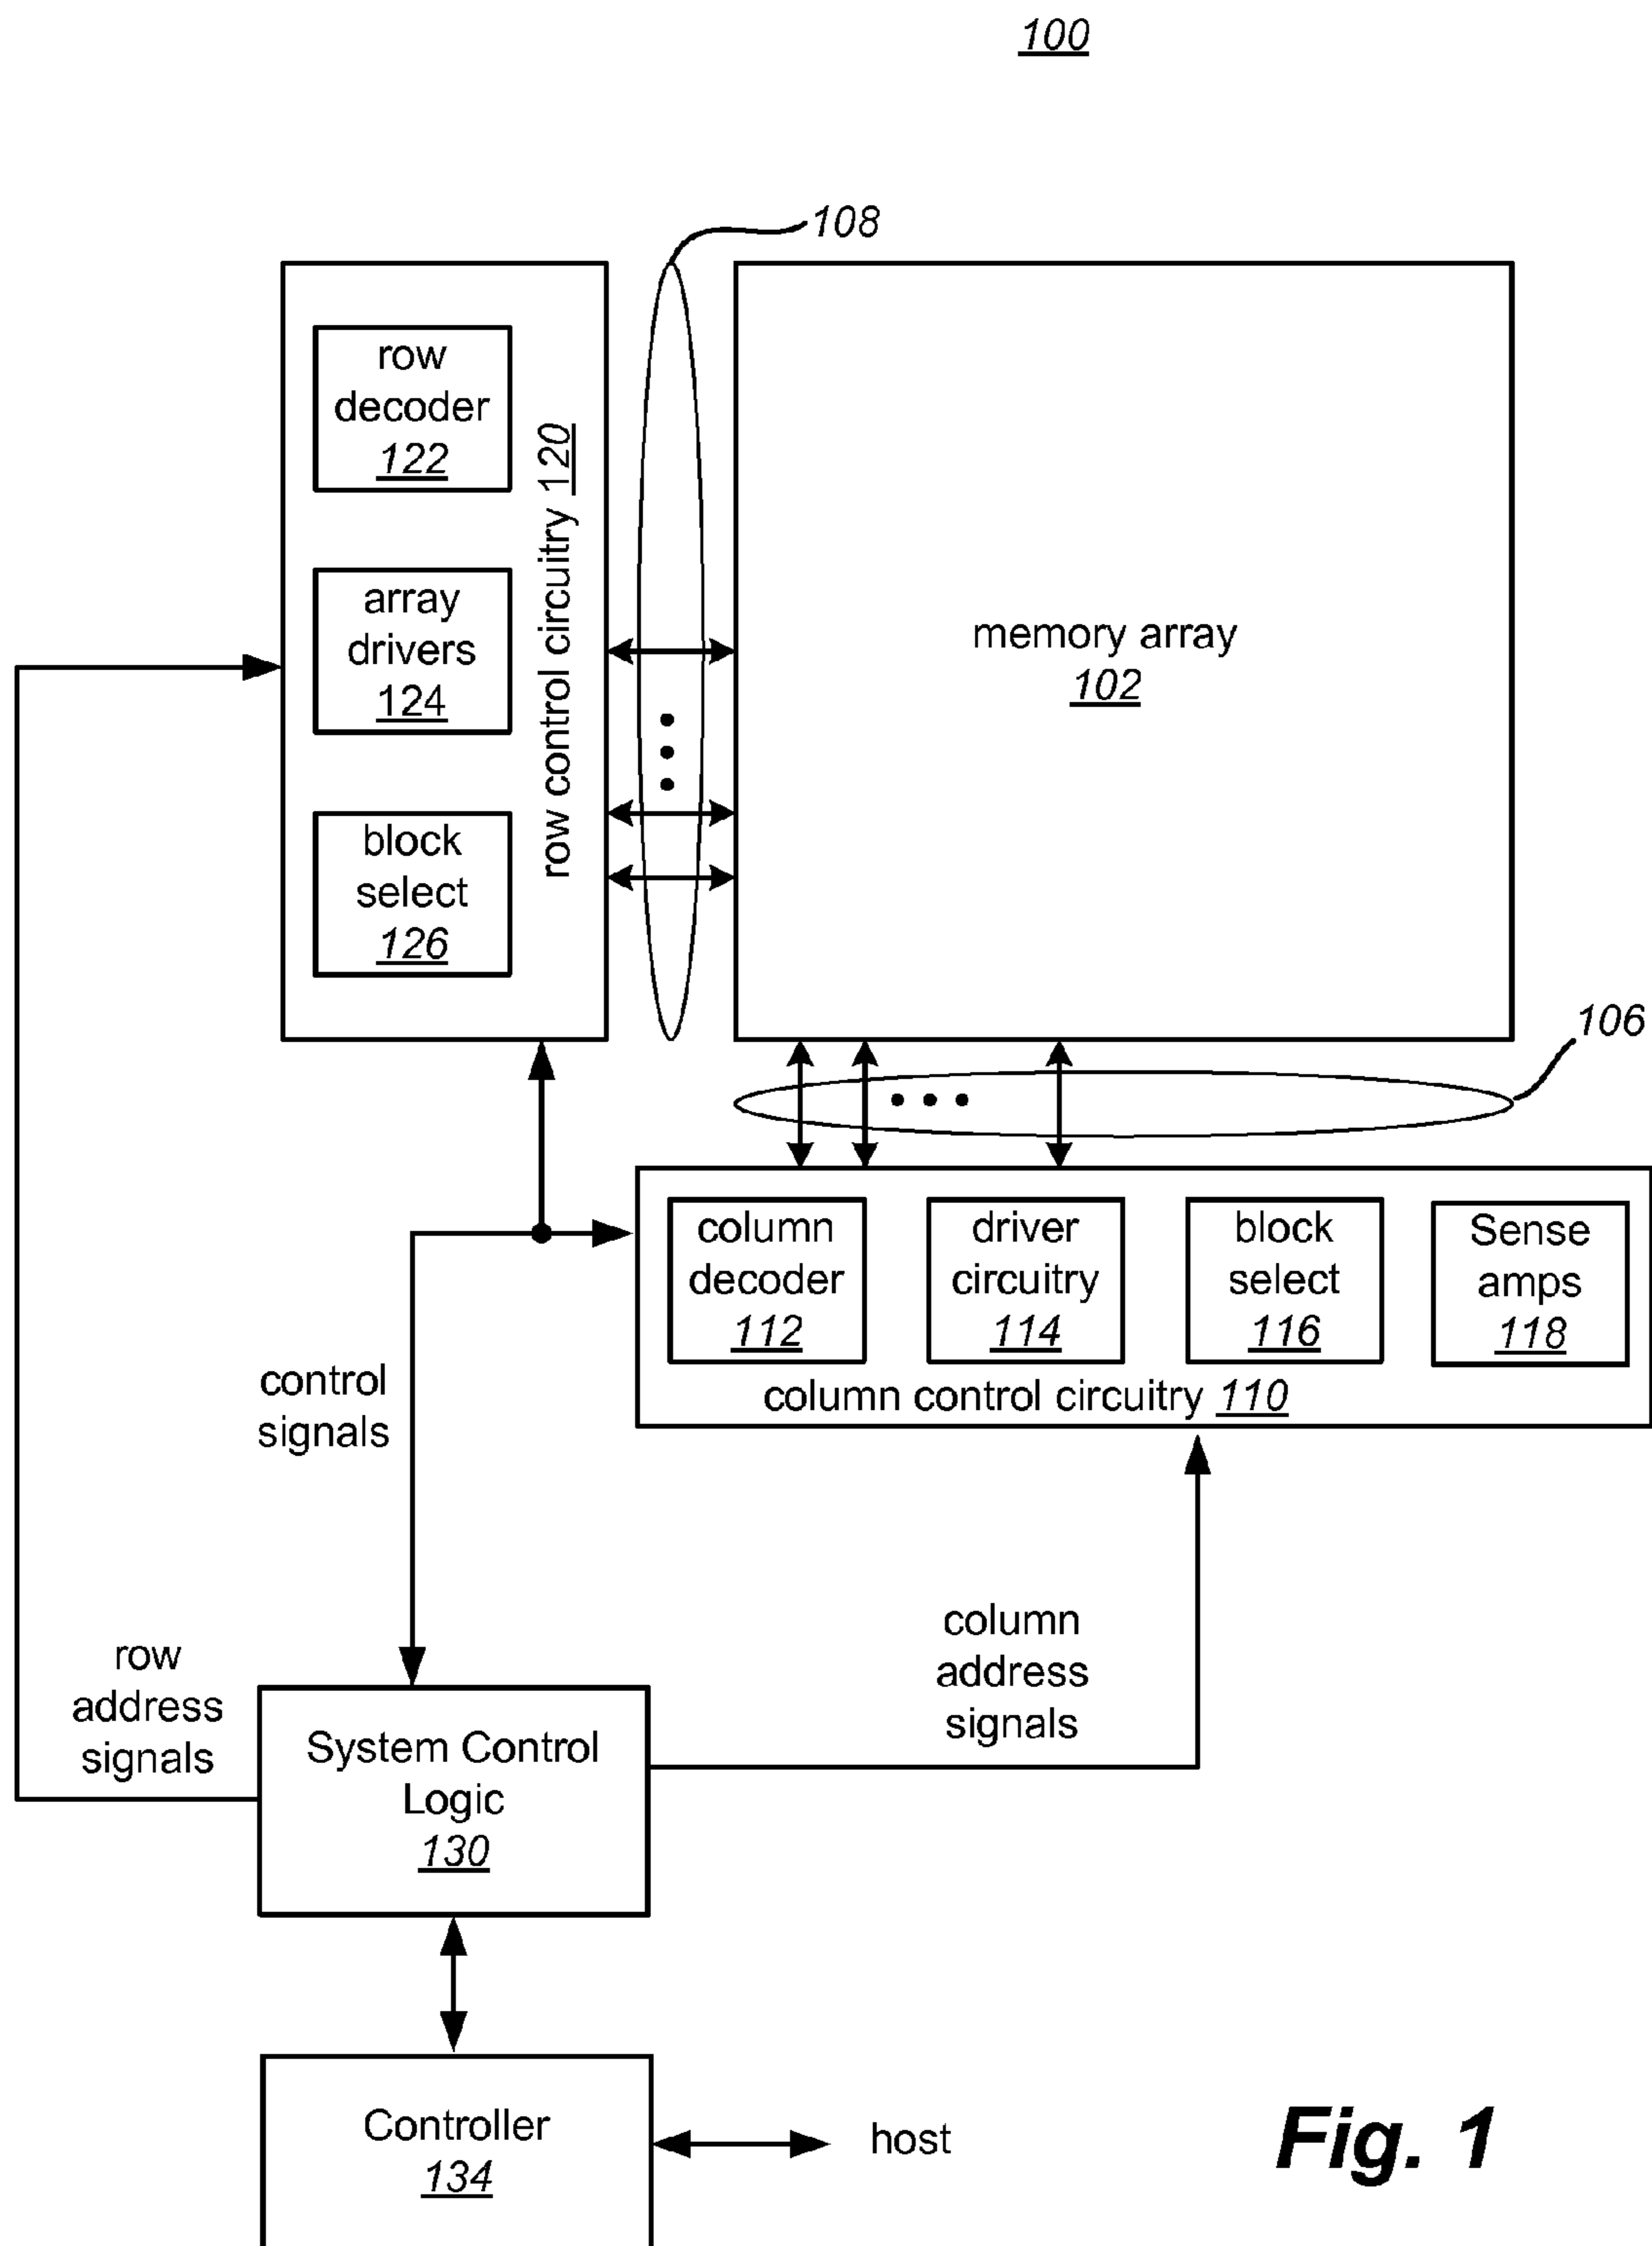 100
108
row
decoder
122
array
drivers
124
block
select
126
row control circuitry 120
memory array
102
106
column
decoder
112
driver
circuitry
114
block
select
116
Sense
amps
118
column control circuitry 110
control
signals
row
address
signals
column
address
signals
System Control
Logic
130
Controller
134
host
Fig. 1